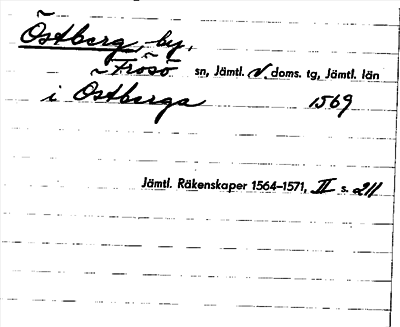 Östberg, by,
Frösö sn, Jämtl. V. doms. tg, Jämtl. län
i Östberga 1569
Jämtl. Räkenskaper 1564–1571, II s. 211